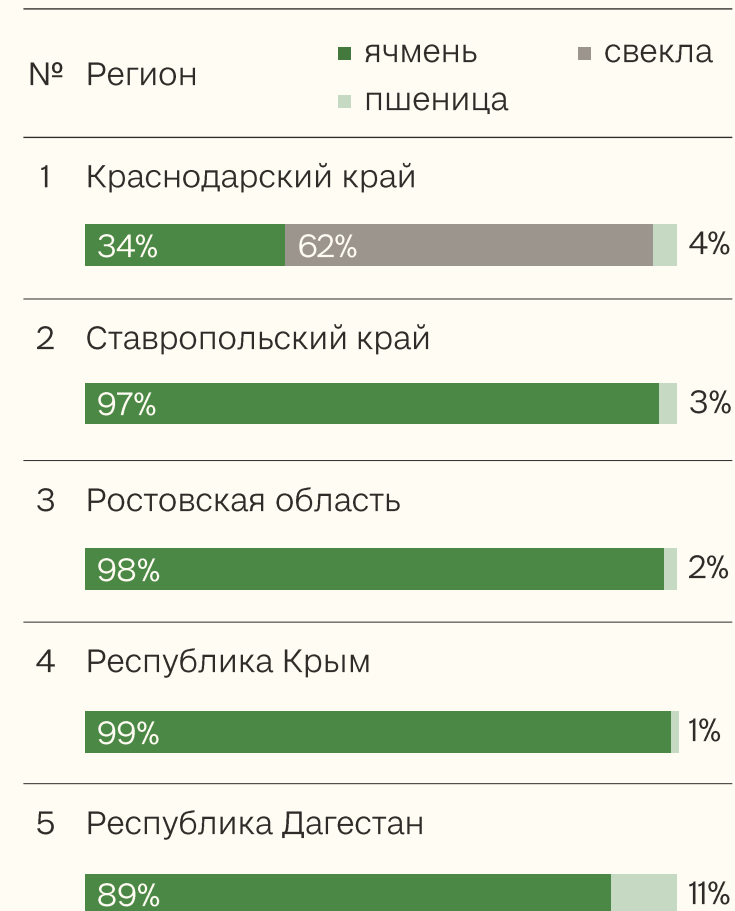 № Регион
ячмень свекла
пшеница
1 Краснодарский край
34% 62% 4%
2 Ставропольский край
97% 3%
3 Ростовская область
98% 2%
4 Республика Крым
99% 1%
5 Республика Дагестан
89% 11%